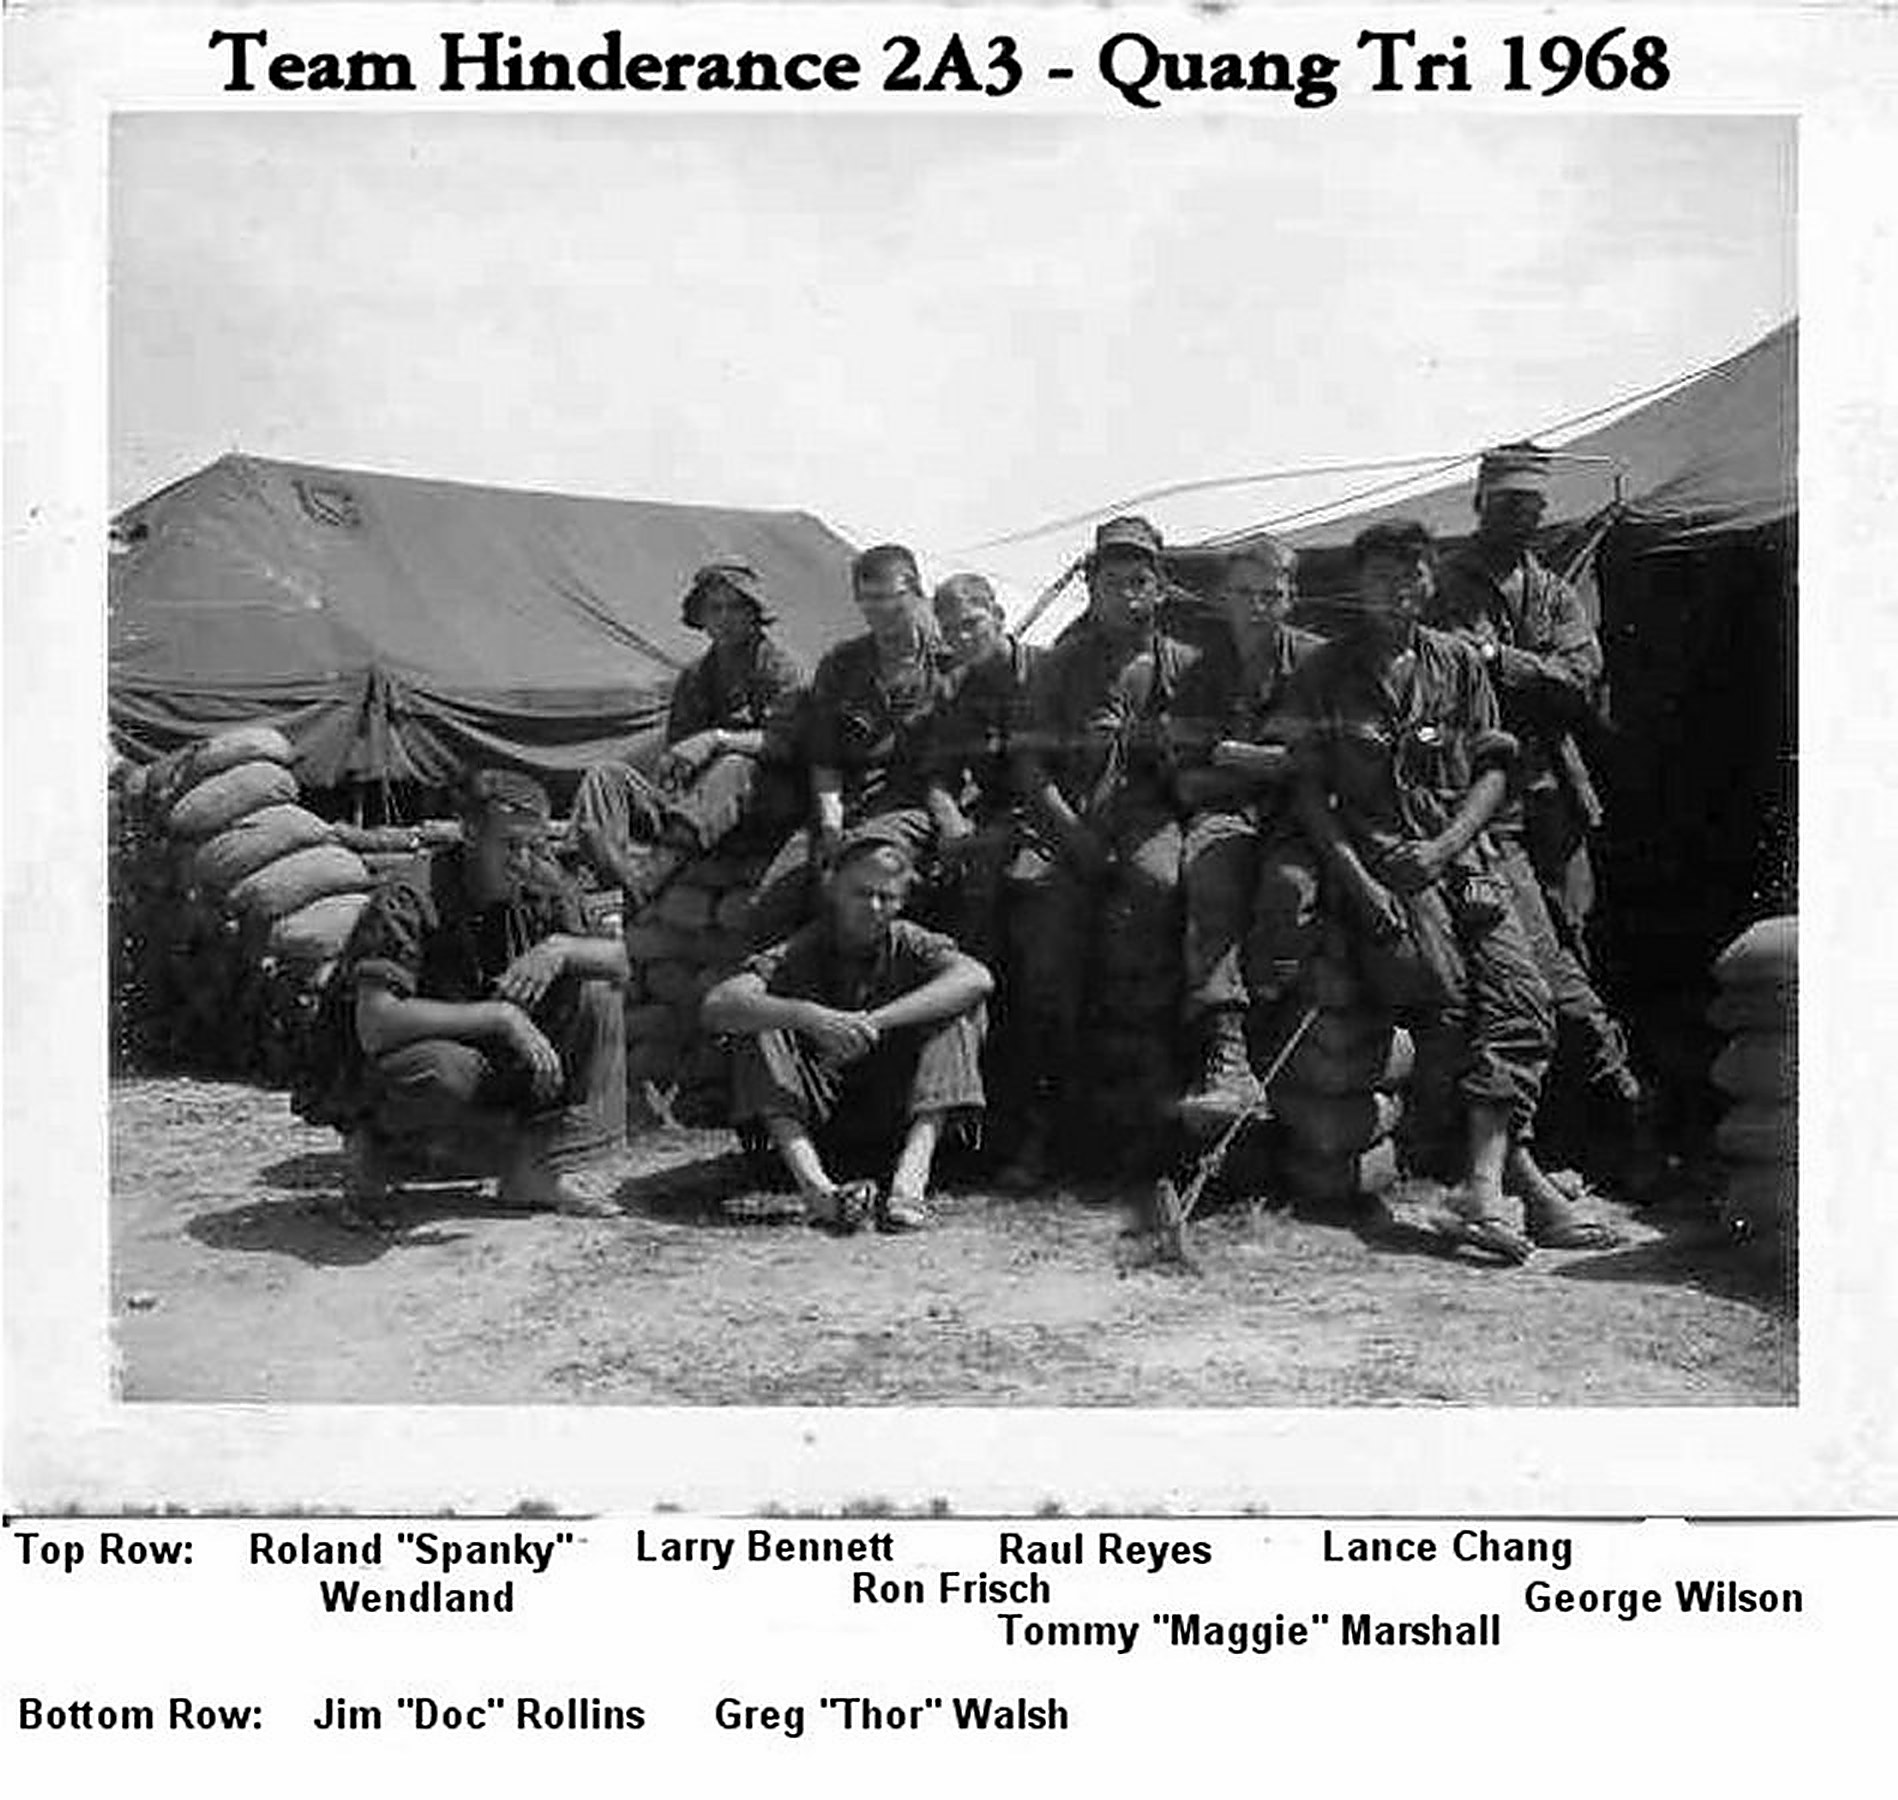 Team Hinderance 2A3 - Quang Tri 1968
Top Row: Roland "Spanky" Larry Bennett Raul Reyes Lance Chang
Wendland Ron Frisch George Wilson
Tommy "Maggie" Marshall
Bottom Row: Jim "Doc" Rollins Greg "Thor" Walsh